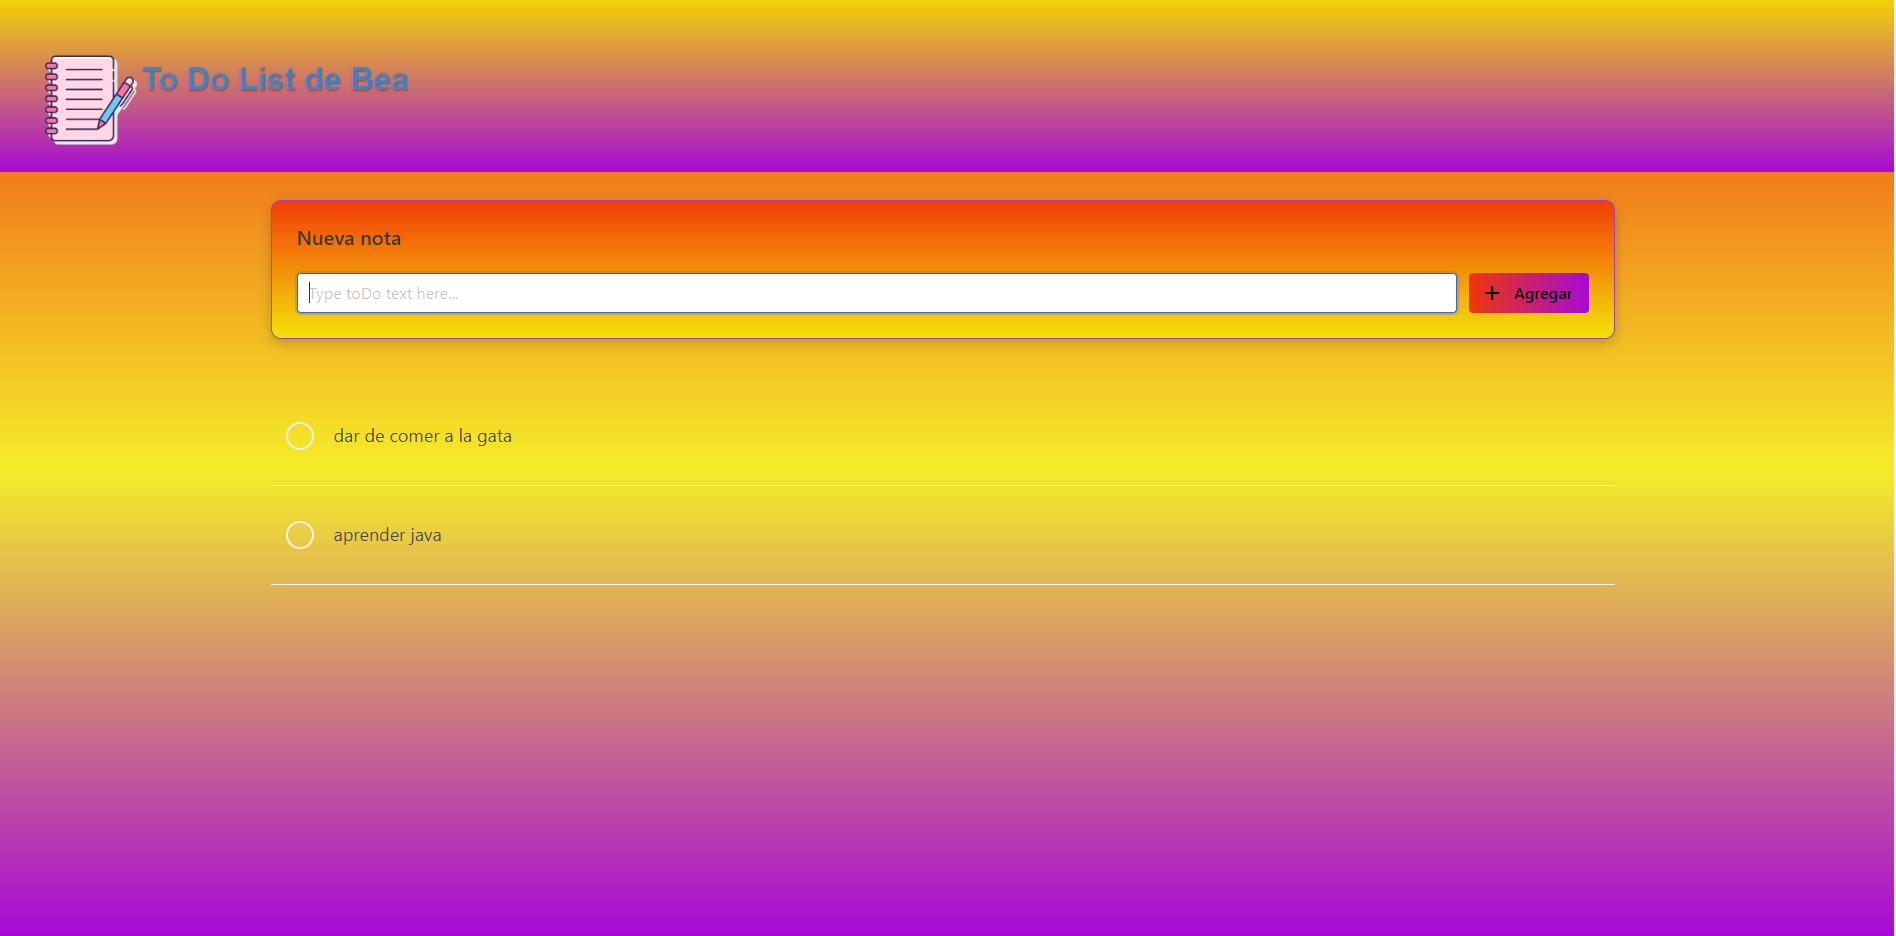 To Do List de Bea
Nueva nota
Type toDo text here...
Agregar
dar de comer a la gata
aprender java